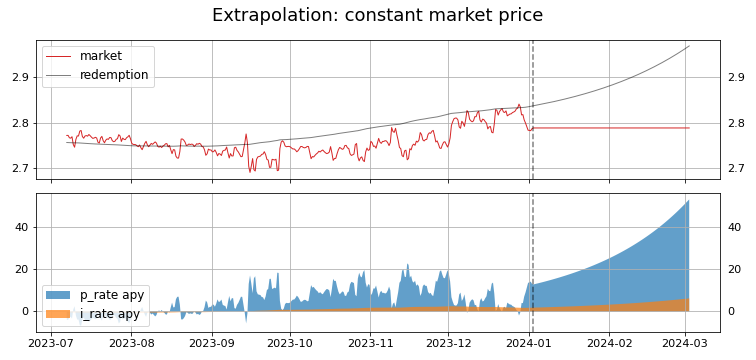 Extrapolation: constant market price
market
redemption
2.9 2.9
2.8 2.8
2.7 2.7
40 40
20 20
0 0
p_rate apy
i_rate apy
2023-07 2023-08 2023-09 2023-10 2023-11 2023-12 2024-01 2024-02 2024-03